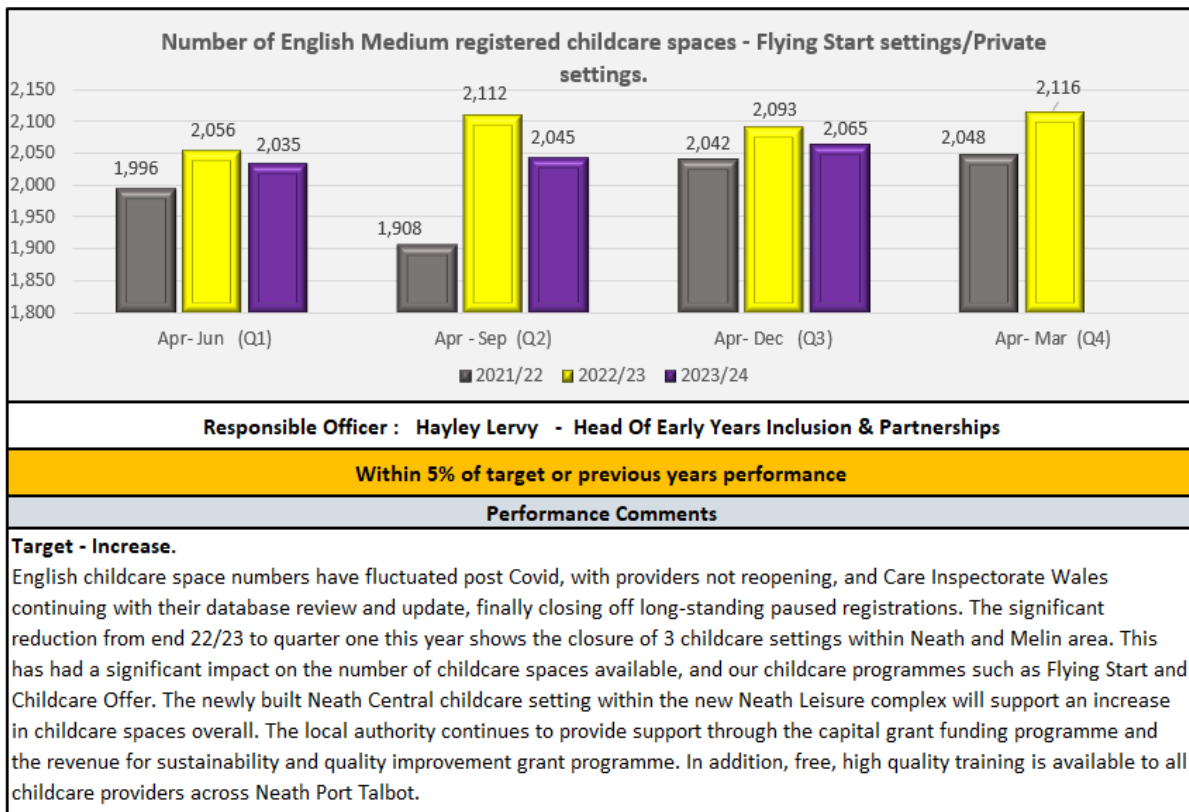 Number of English Medium registered childcare spaces - Flying Start settings/Private
settings.
2,150
2,100
2,050
2,000
1,950
1,900
1,850
1,800
1,996
2,056
2,035
1,908
2,112
2,045
2,042
2,093
2,065
2,048
2,116
Apr- Jun (Q1)
Apr - Sep (Q2)
Apr- Dec (Q3)
Apr- Mar (Q4)
2021/22 2022/23 2023/24
Responsible Officer : Hayley Lervy - Head Of Early Years Inclusion & Partnerships
Within 5% of target or previous years performance
Performance Comments
Target - Increase.
English childcare space numbers have fluctuated post Covid, with providers not reopening, and Care Inspectorate Wales
continuing with their database review and update, finally closing off long-standing paused registrations. The significant
reduction from end 22/23 to quarter one this year shows the closure of 3 childcare settings within Neath and Melin area. This
has had a significant impact on the number of childcare spaces available, and our childcare programmes such as Flying Start and
Childcare Offer. The newly built Neath Central childcare setting within the new Neath Leisure complex will support an increase
in childcare spaces overall. The local authority continues to provide support through the capital grant funding programme and
the revenue for sustainability and quality improvement grant programme. In addition, free, high quality training is available to all
childcare providers across Neath Port Talbot.